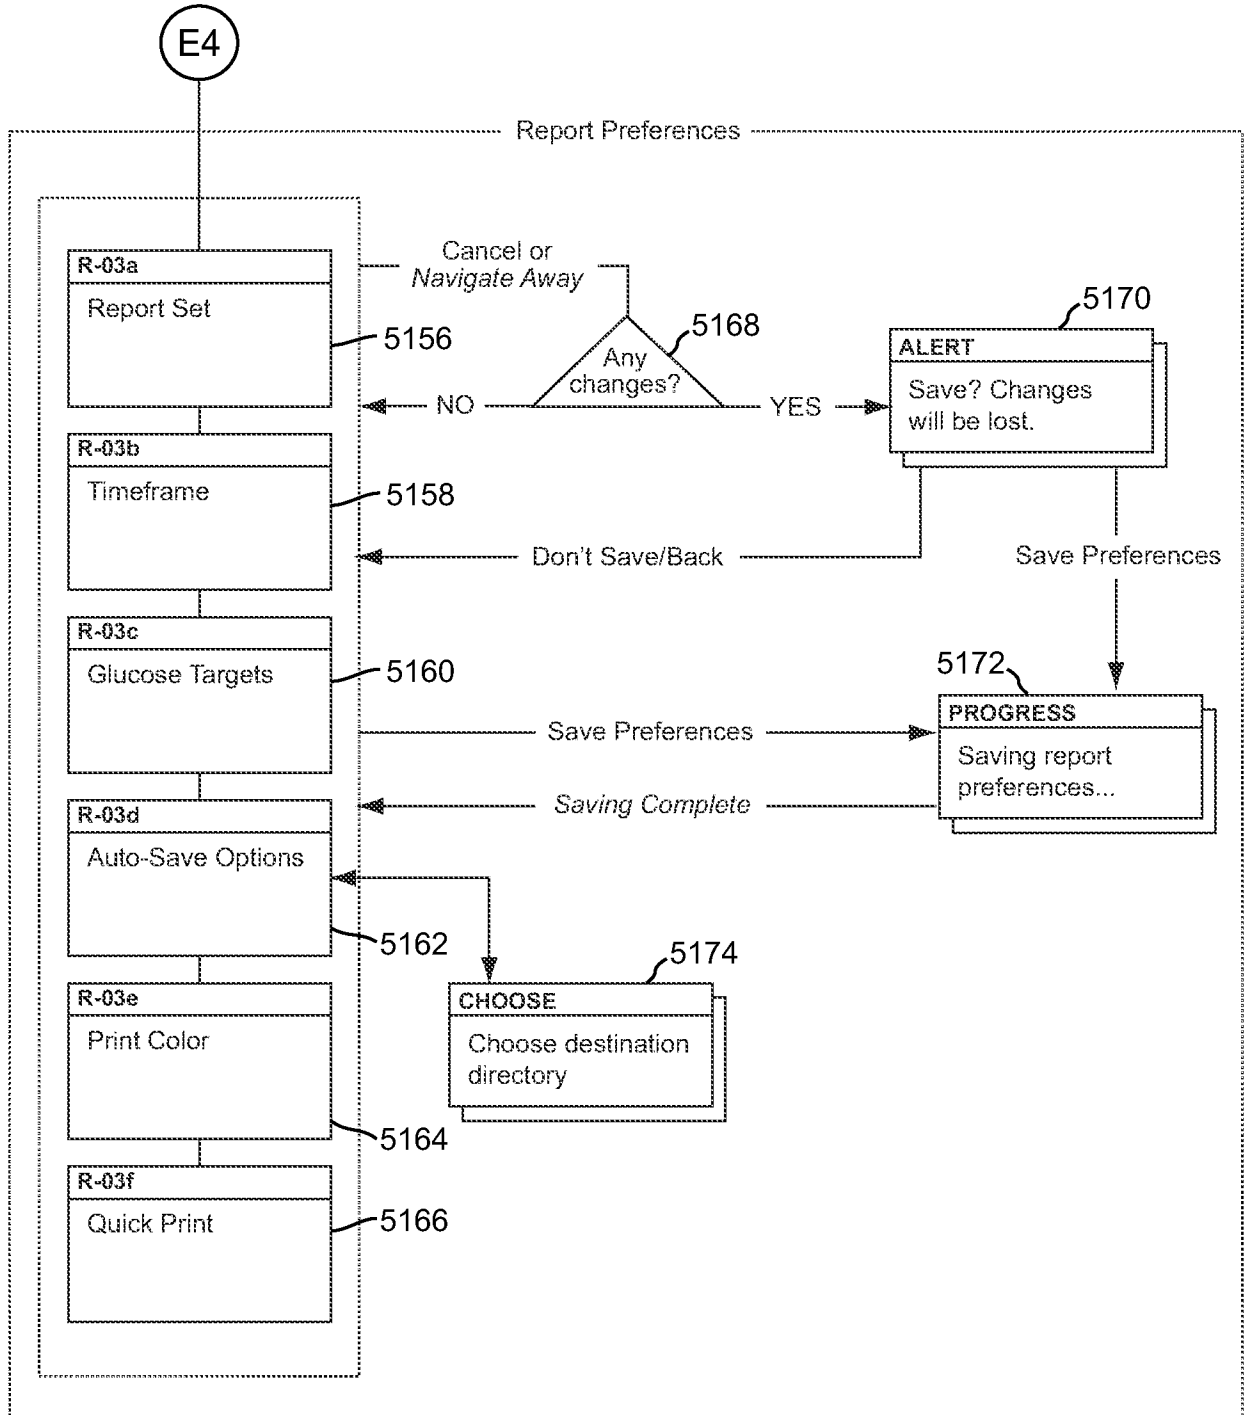 E4
Report Preferences
R-03a
Report Set
5156
Cancel or
Navigate Away
Any
changes?
5168
NO
YES
5170
ALERT
Save? Changes
will be lost.
R-03b
Timeframe
5158
Don't Save/Back
Save Preferences
R-03c
Glucose Targets
5160
Save Preferences
5172
PROGRESS
Saving report
preferences...
Saving Complete
R-03d
Auto-Save Options
5162
5174
CHOOSE
Choose destination
directory
R-03e
Print Color
5164
R-03f
Quick Print
5166